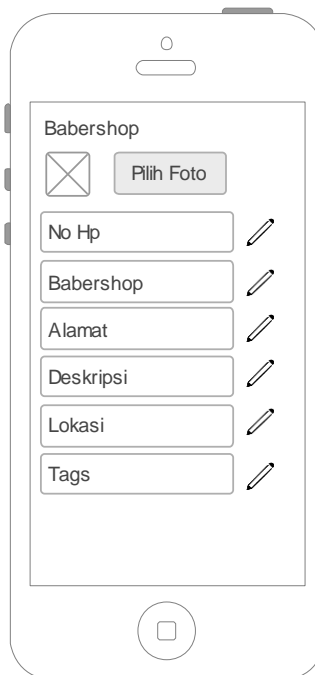 Babershop
Pilih Foto
No Hp
Babershop
Alamat
Deskripsi
Lokasi
Tags